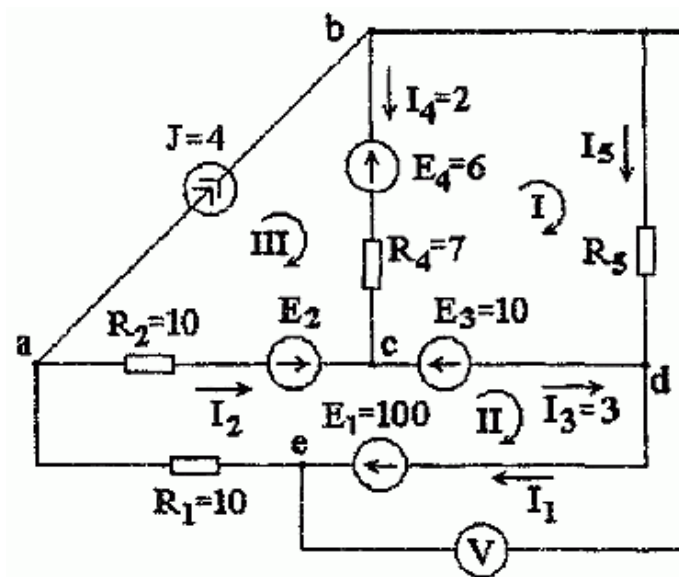 b
I₄=2
J=4
E₄=6
I₅
I
III
R₄=7
R₅
R₂=10
E₂
E₃=10
a
c
d
I₂
E₁=100
II
I₃=3
e
R₁=10
I₁
V